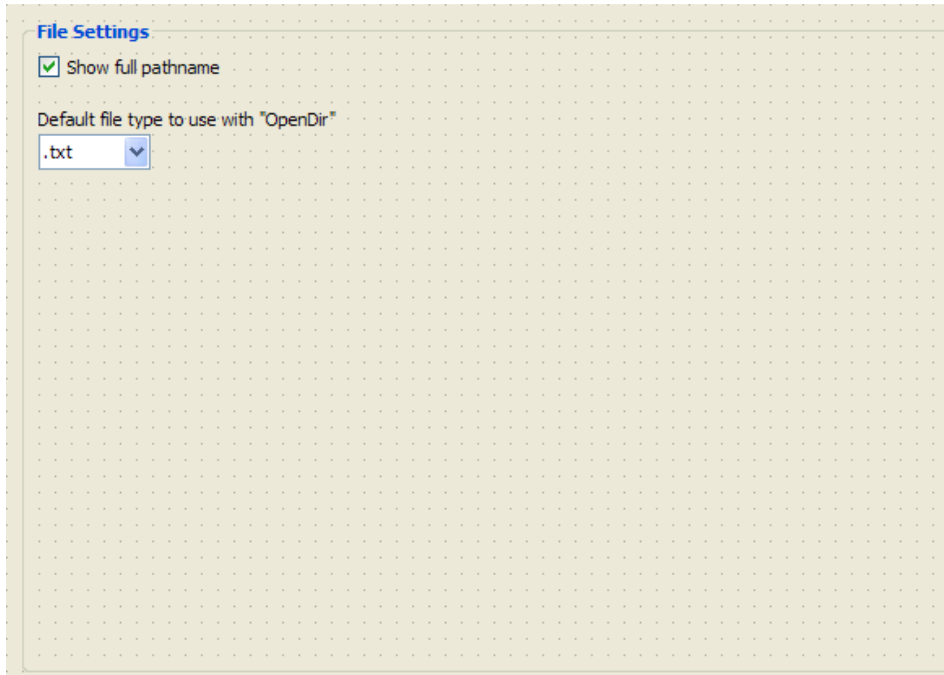 File Settings
Show full pathname
Default file type to use with "OpenDir"
.txt